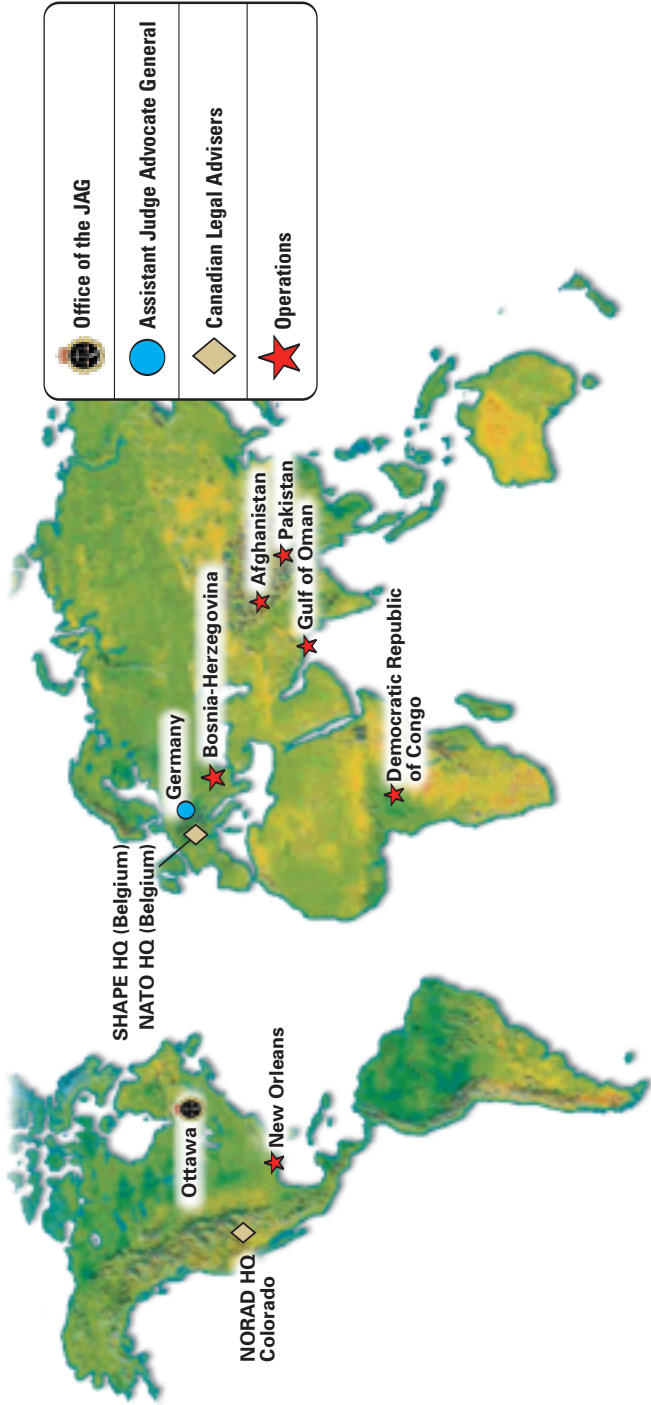 Office of the JAG
Assistant Judge Advocate General
Canadian Legal Advisers
Operations
SHAPE HQ (Belgium)
NATO HQ (Belgium)
Germany
Bosnia-Herzegovina
Afghanistan
Pakistan
Gulf of Oman
Democratic Republic
of Congo
Ottawa
New Orleans
NORAD HQ
Colorado